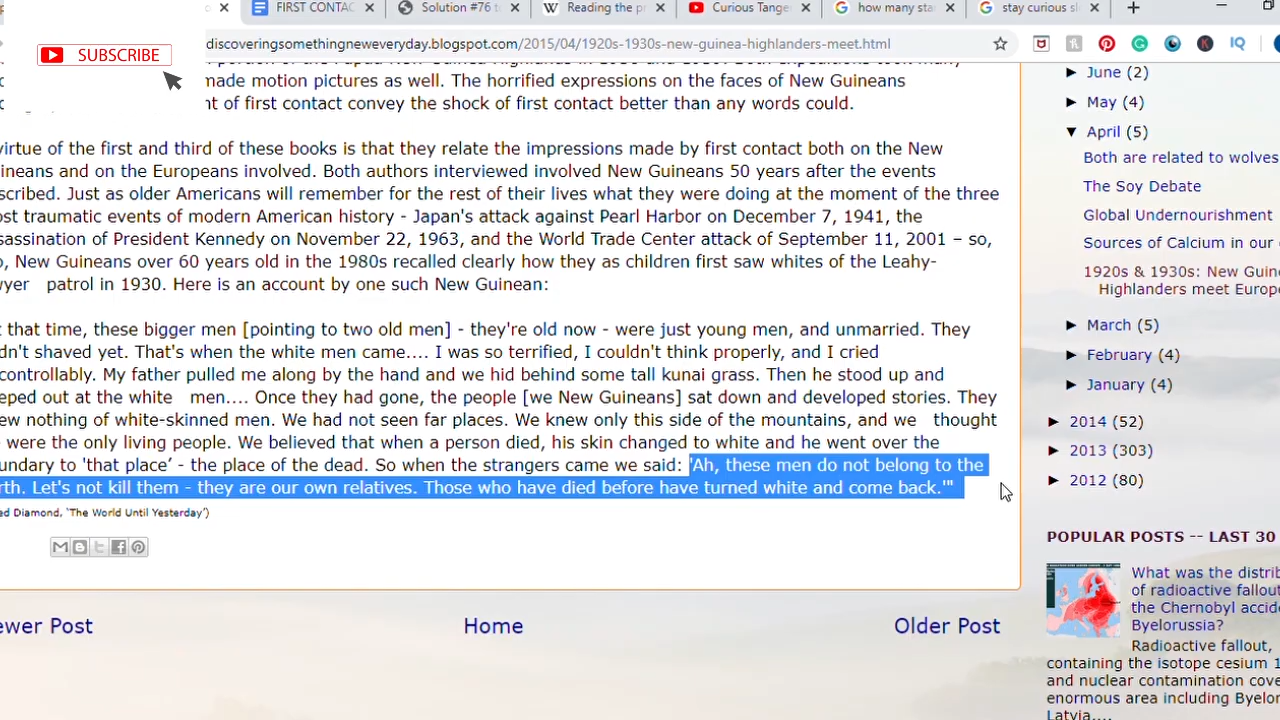 FIRST CONTAC
Solution #76 t
Reading the p
Curious Tange
how many sta
stay curious sl
SUBSCRIBE
discoveringsomethingneweveryday.blogspot.com/2015/04/1920s-1930s-new-guinea-highlanders-meet.html
made motion pictures as well. The horrified expressions on the faces of New Guineans
t of first contact convey the shock of first contact better than any words could.
virtue of the first and third of these books is that they relate the impressions made by first contact both on the New
ineans and on the Europeans involved. Both authors interviewed involved New Guineans 50 years after the events
scribed. Just as older Americans will remember for the rest of their lives what they were doing at the moment of the three
ost traumatic events of modern American history - Japan's attack against Pearl Harbor on December 7, 1941, the
sassination of President Kennedy on November 22, 1963, and the World Trade Center attack of September 11, 2001 – so,
o, New Guineans over 60 years old in the 1980s recalled clearly how they as children first saw whites of the Leahy-
wyer patrol in 1930. Here is an account by one such New Guinean:
t that time, these bigger men [pointing to two old men] - they're old now - were just young men, and unmarried. They
dn't shaved yet. That's when the white men came.... I was so terrified, I couldn't think properly, and I cried
controllably. My father pulled me along by the hand and we hid behind some tall kunai grass. Then he stood up and
eped out at the white men.... Once they had gone, the people [we New Guineans] sat down and developed stories. They
ew nothing of white-skinned men. We had not seen far places. We knew only this side of the mountains, and we thought
were the only living people. We believed that when a person died, his skin changed to white and he went over the
undary to 'that place’ - the place of the dead. So when the strangers came we said: 'Ah, these men do not belong to the
rth. Let's not kill them - they are our own relatives. Those who have died before have turned white and come back.'"
ed Diamond, ‘The World Until Yesterday’)
ewer Post
Home
Older Post
► June (2)
► May (4)
▼ April (5)
Both are related to wolves
The Soy Debate
Global Undernourishment
Sources of Calcium in our
1920s & 1930s: New Guin
Highlanders meet Europe
► March (5)
► February (4)
► January (4)
► 2014 (52)
► 2013 (303)
► 2012 (80)
POPULAR POSTS -- LAST 30
What was the distrib
of radioactive fallout
the Chernobyl accide
Byelorussia?
Radioactive fallout,
containing the isotope cesium 1
and nuclear contamination cove
enormous area including Byelor
Latvia,...